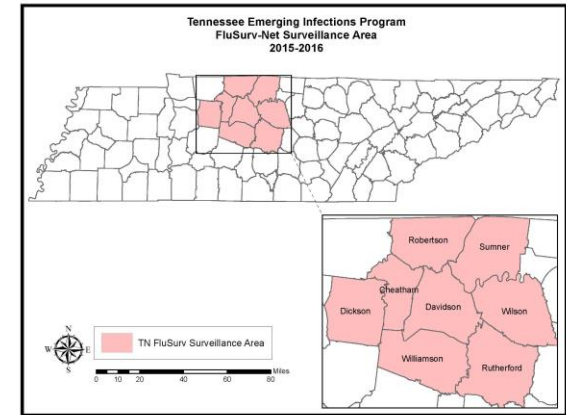 Tennessee Emerging Infections Program
FluSurv-Net Surveillance Area
2015-2016
Robertson
Sumner
Cheatham
Dickson
Davidson
Wilson
Williamson
Rutherford
N
W
E
S
TN FluSurv Surveillance Area
Miles
0 5 10 20 40 60 80